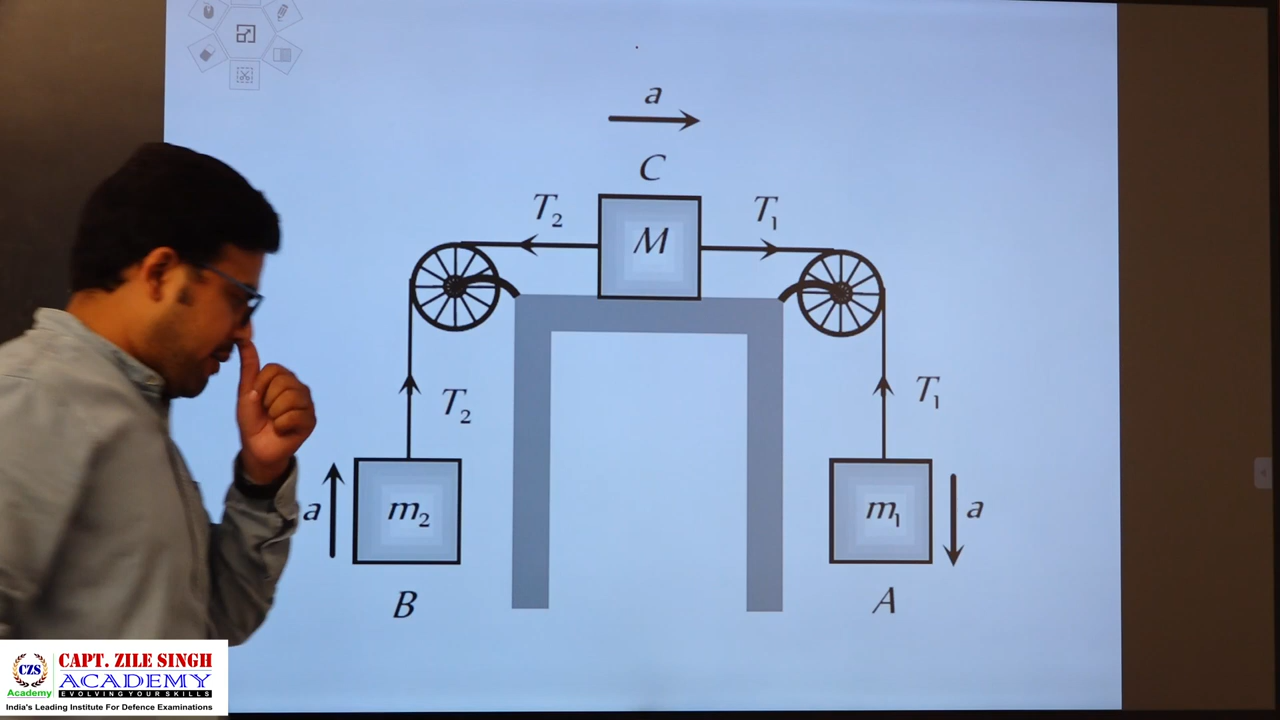 a
C
T₂
M
T₁
T₂
T₁
a
m₂
m₁
a
B
A
CZS
Academy
CAPT. ZILE SINGH
ACADEMY
EVOLVING YOUR SKILLS
India's Leading Institute For Defence Examinations